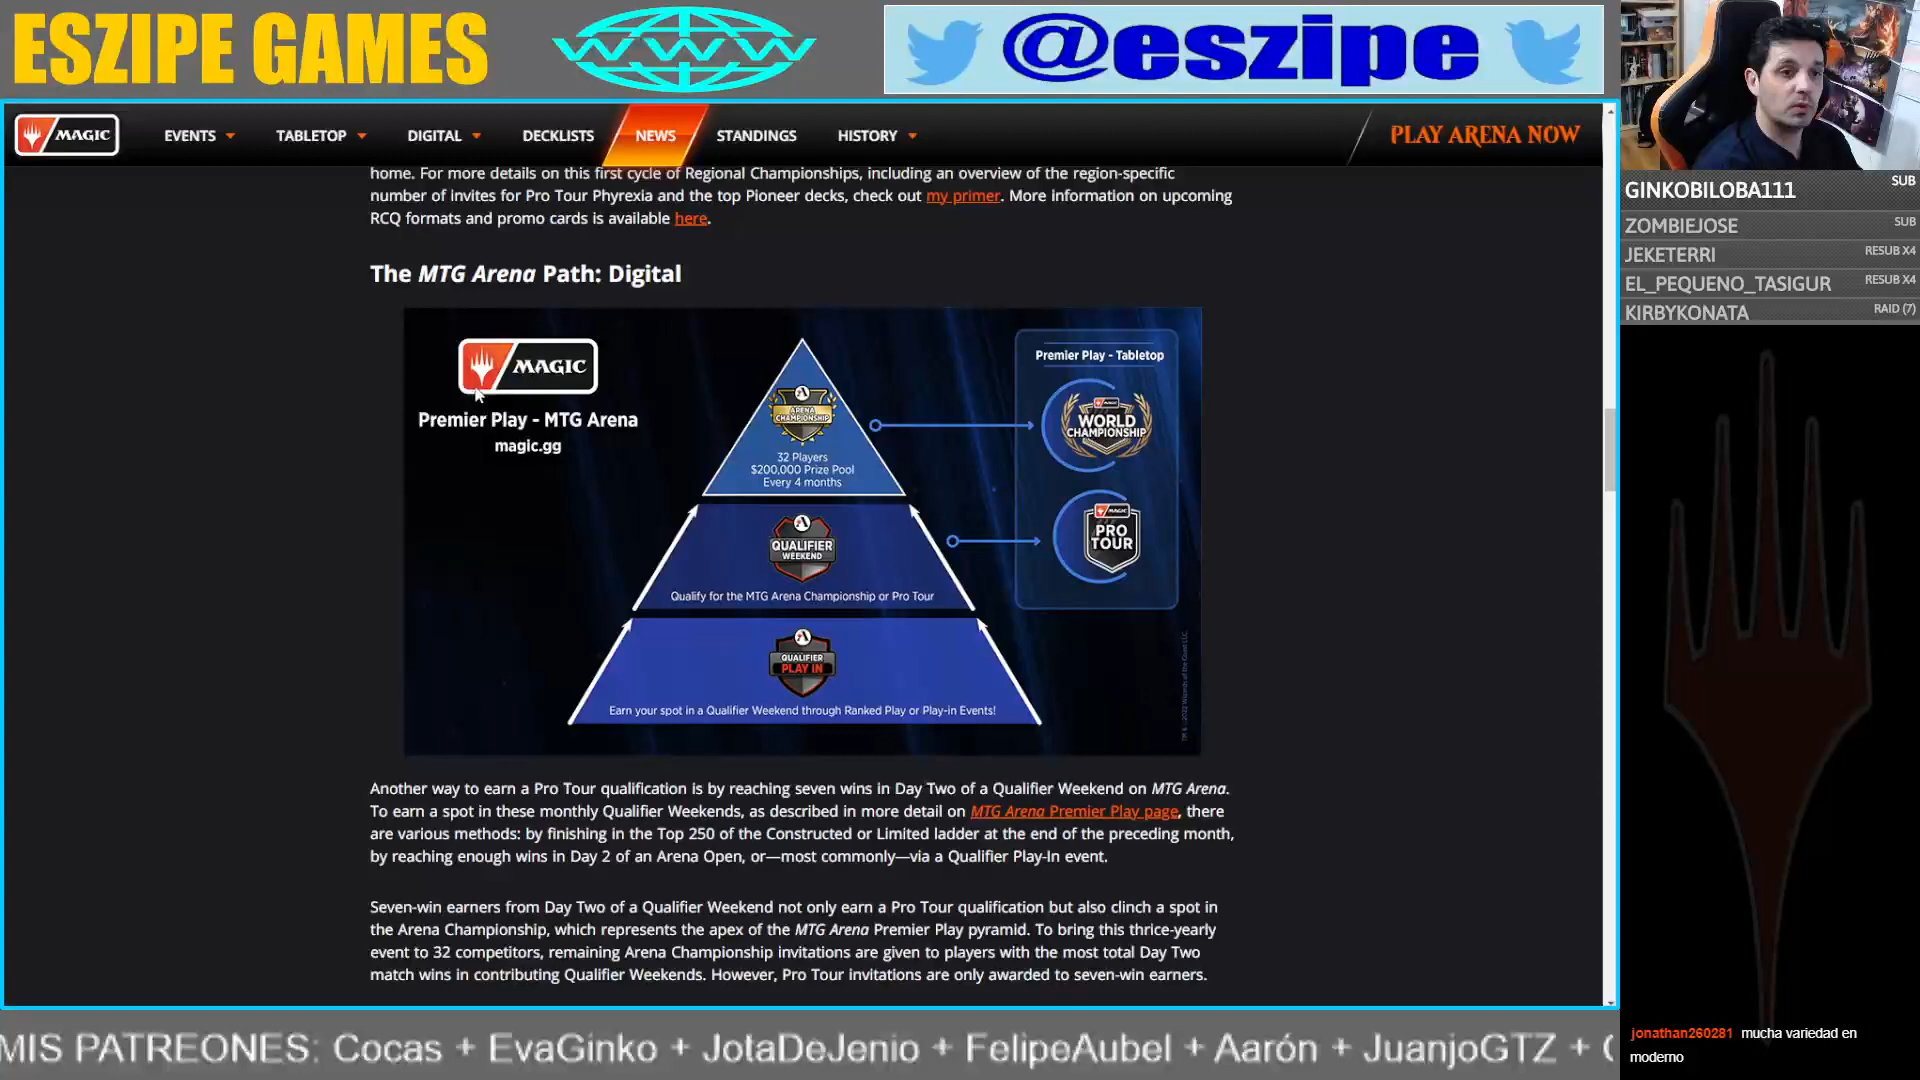 ESZIPE GAMES
WWW
@eszipe
MAGIC
EVENTS
TABLETOP
DIGITAL
DECKLISTS
NEWS
STANDINGS
HISTORY
PLAY ARENA NOW
home. For more details on this first cycle of Regional Championships, including an overview of the region-specific
number of invites for Pro Tour Phyrexia and the top Pioneer decks, check out my primer. More information on upcoming
RCQ formats and promo cards is available here.
The MTG Arena Path: Digital
MAGIC
Premier Play - MTG Arena
magic.gg
ARENA
CHAMPIONSHIP
32 Players
$200,000 Prize Pool
Every 4 months
QUALIFIER
WEEKEND
Qualify for the MTG Arena Championship or Pro Tour
QUALIFIER
PLAY IN
Earn your spot in a Qualifier Weekend through Ranked Play or Play-in Events!
Premier Play - Tabletop
MAGIC
WORLD
CHAMPIONSHIP
MAGIC
PRO
TOUR
Another way to earn a Pro Tour qualification is by reaching seven wins in Day Two of a Qualifier Weekend on MTG Arena.
To earn a spot in these monthly Qualifier Weekends, as described in more detail on MTG Arena Premier Play page, there
are various methods: by finishing in the Top 250 of the Constructed or Limited ladder at the end of the preceding month,
by reaching enough wins in Day 2 of an Arena Open, or—most commonly—via a Qualifier Play-In event.
Seven-win earners from Day Two of a Qualifier Weekend not only earn a Pro Tour qualification but also clinch a spot in
the Arena Championship, which represents the apex of the MTG Arena Premier Play pyramid. To bring this thrice-yearly
event to 32 competitors, remaining Arena Championship invitations are given to players with the most total Day Two
match wins in contributing Qualifier Weekends. However, Pro Tour invitations are only awarded to seven-win earners.
GINKOBILOBA111 SUB
ZOMBIEJOSE SUB
JEKETERRI RESUB X4
EL_PEQUENO_TASIGUR RESUB X4
KIRBYKONATA RAID (7)
jonathan260281 mucha variedad en
moderno
MIS PATREONES: Cocas + EvaGinko + JotaDeJenio + FelipeAubel + Aarón + JuanjoGTZ +